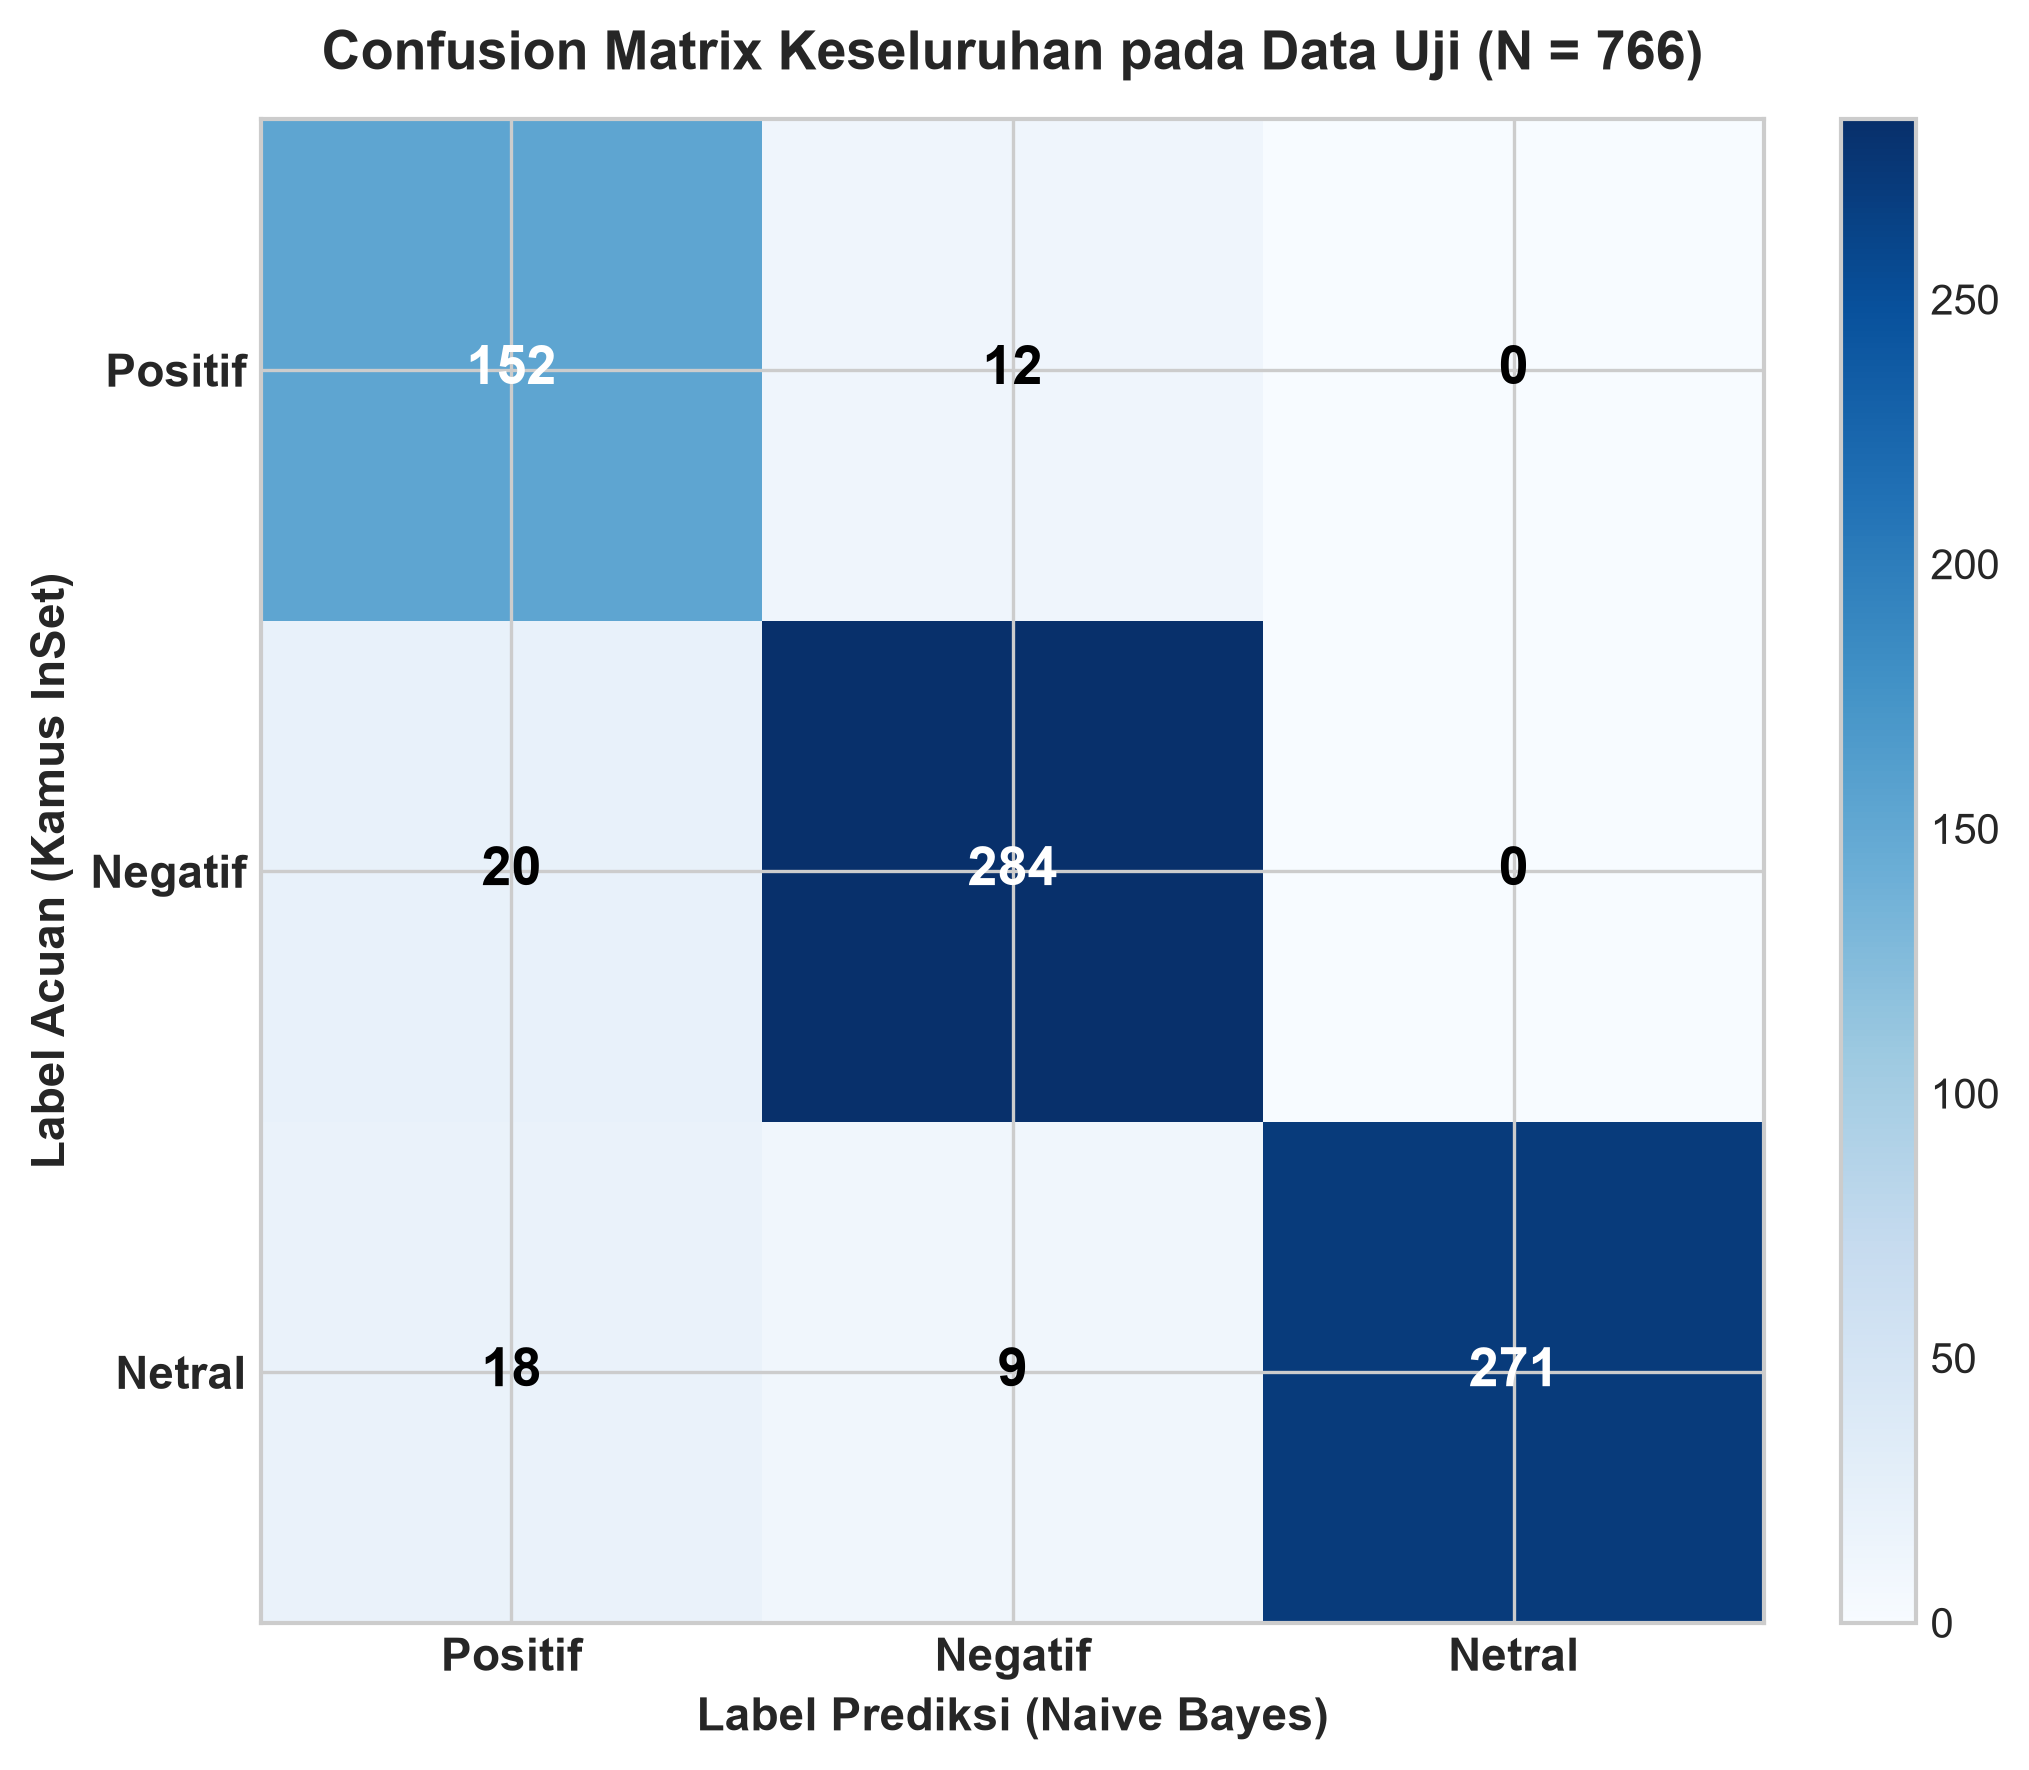 Confusion Matrix Keseluruhan pada Data Uji (N = 766)
Label Acuan (Kamus InSet)
Positif
152
12
0
Negatif
20
284
0
Netral
18
9
271
Positif
Negatif
Netral
Label Prediksi (Naive Bayes)
250
200
150
100
50
0